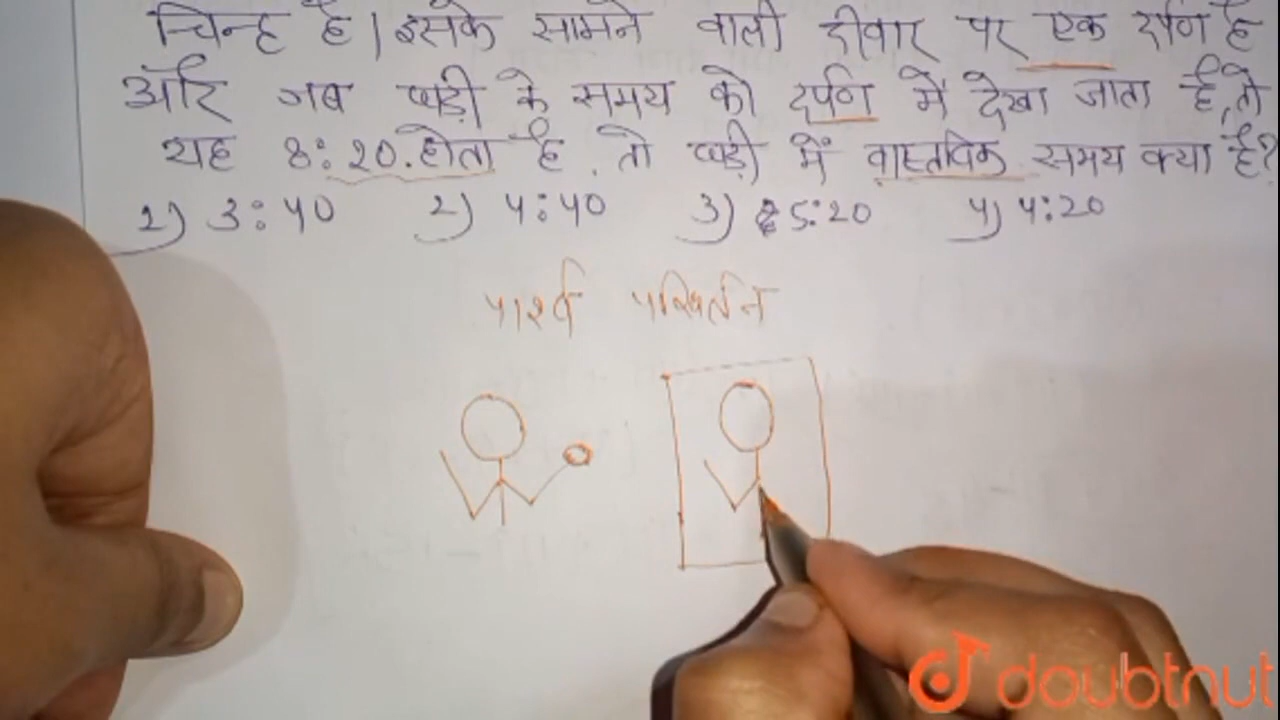 चिन्ह है | इसके सामने वाली दीवार पर एक दर्पण है
और जब घड़ी के समय को दर्पण में देखा जाता है, तो
यह 8:20. होता है. तो घड़ी में वास्तविक समय क्या है?
1) 3:40 2) 4:40 3) 5:20 4) 4:20
पार्श्व परिवर्तन
doubtnut